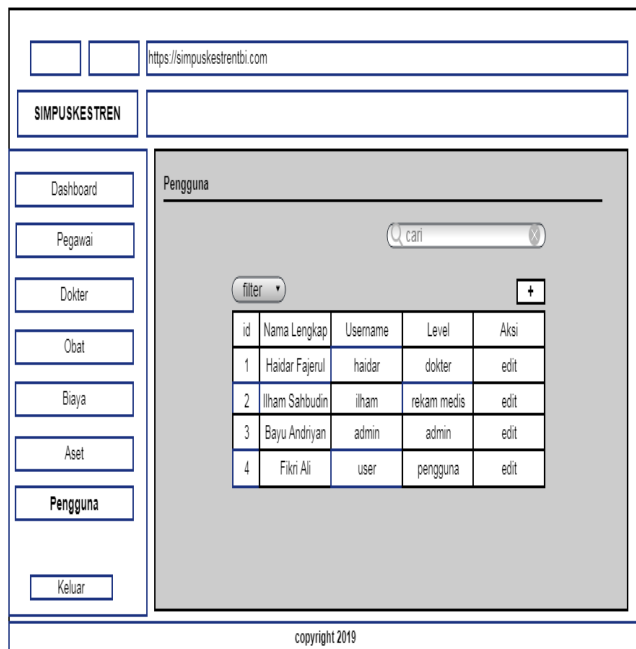 https://simpuskestrentbi.com
SIMPUSKESTREN
Dashboard
Pegawai
Dokter
Obat
Biaya
Aset
Pengguna
Keluar
Pengguna
cari
filter
+
id Nama Lengkap Username Level Aksi
1 Haidar Fajerul haidar dokter edit
2 Ilham Sahbudin ilham rekam medis edit
3 Bayu Andriyan admin admin edit
4 Fikri Ali user pengguna edit
copyright 2019